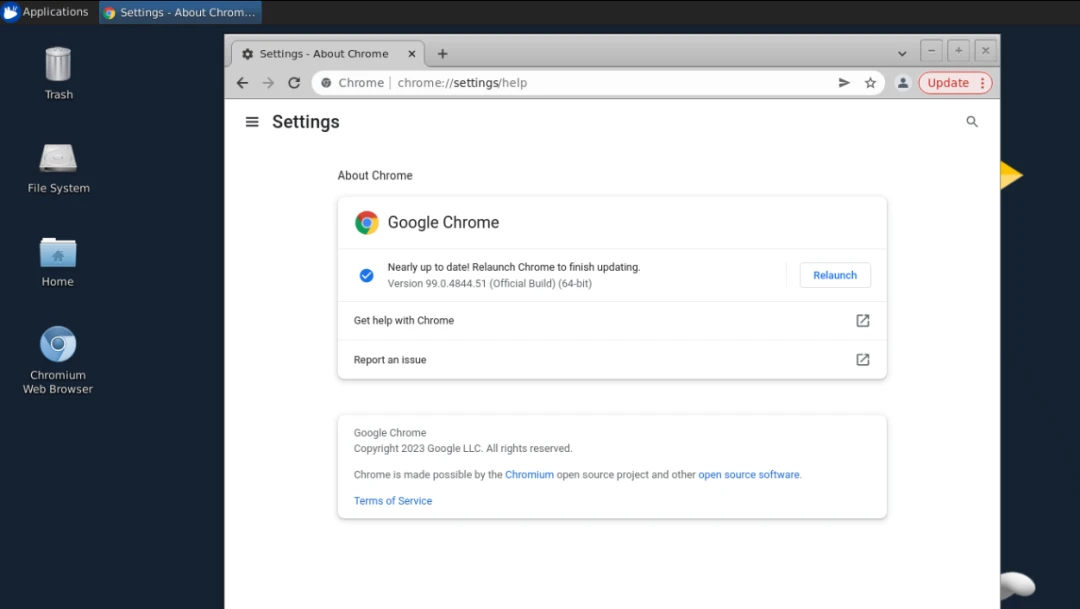 Applications
Settings - About Chrom...
Trash
File System
Home
Chromium
Web Browser
Settings - About Chrome
Chrome | chrome://settings/help
Update
Settings
About Chrome
Google Chrome
Nearly up to date! Relaunch Chrome to finish updating.
Version 99.0.4844.51 (Official Build) (64-bit)
Relaunch
Get help with Chrome
Report an issue
Google Chrome
Copyright 2023 Google LLC. All rights reserved.
Chrome is made possible by the Chromium open source project and other open source software.
Terms of Service